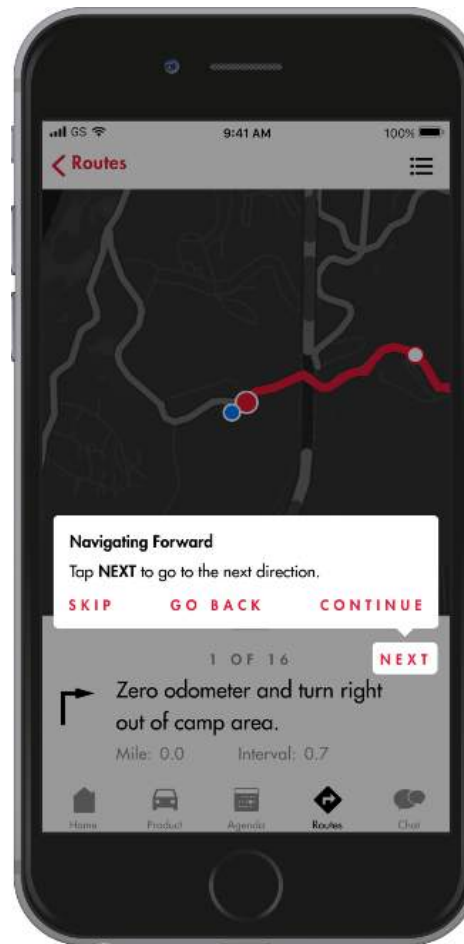 GS 9:41 AM 100%
Routes
Navigating Forward
Tap NEXT to go to the next direction.
SKIP GO BACK CONTINUE
1 OF 16 NEXT
Zero odometer and turn right
out of camp area.
Mile: 0.0 Interval: 0.7
Home Product Agenda Routes Chat